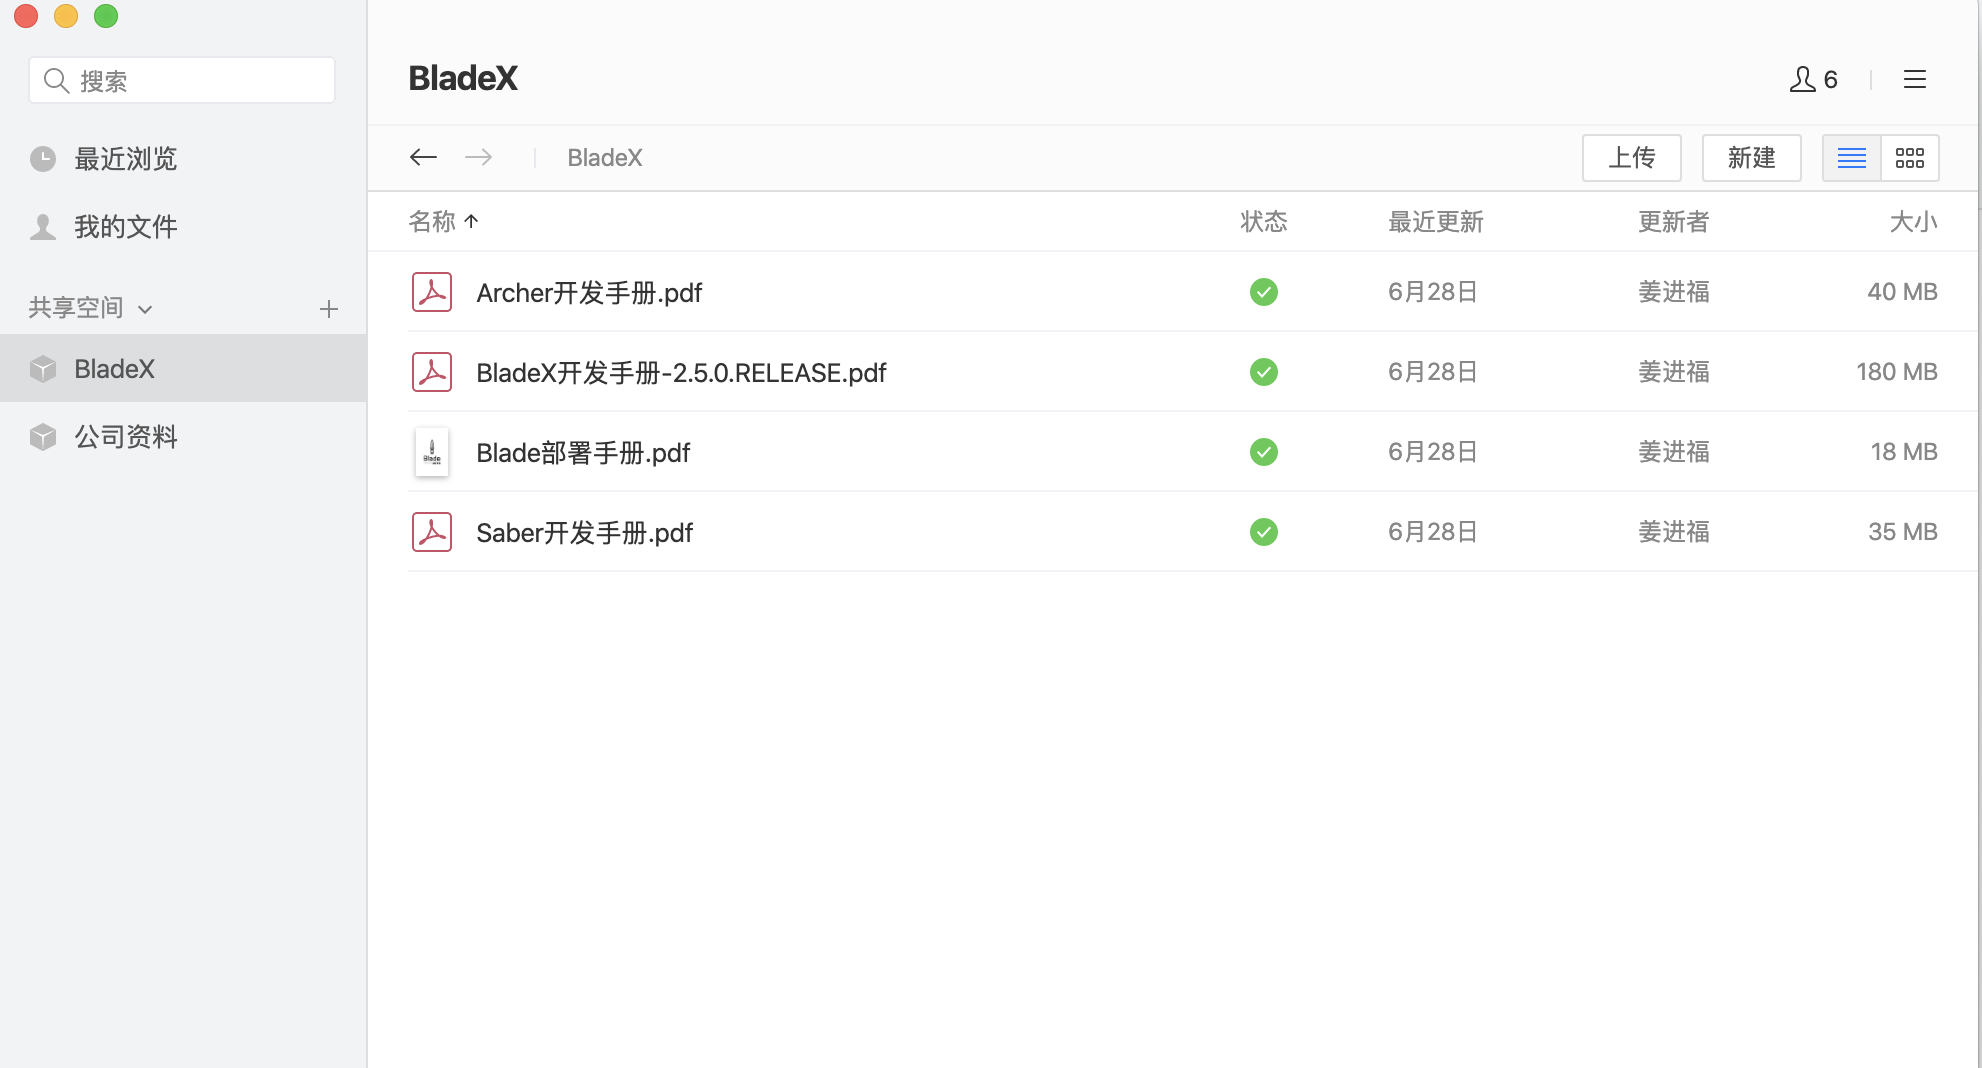 搜索
最近浏览
我的文件
共享空间
BladeX
公司资料
BladeX
6
BladeX
上传 新建
名称 状态 最近更新 更新者 大小
Archer开发手册.pdf 6月28日 姜进福 40 MB
BladeX开发手册-2.5.0.RELEASE.pdf 6月28日 姜进福 180 MB
Blade
Blade部署手册.pdf 6月28日 姜进福 18 MB
Saber开发手册.pdf 6月28日 姜进福 35 MB